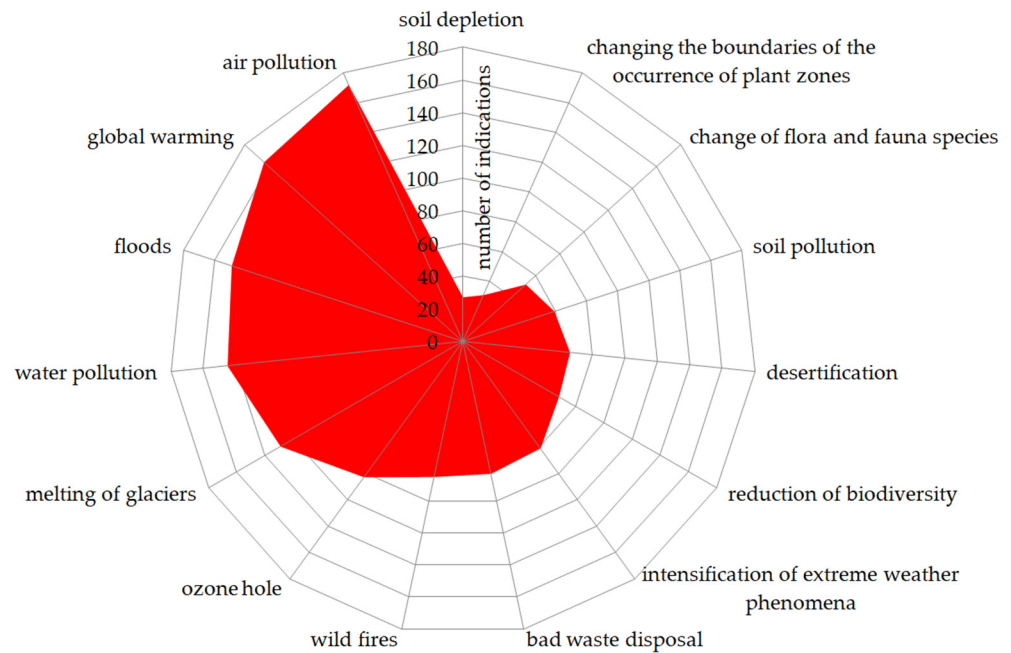 soil depletion
changing the boundaries of the
occurrence of plant zones
change of flora and fauna species
soil pollution
desertification
reduction of biodiversity
intensification of extreme weather
phenomena
bad waste disposal
wild fires
ozone hole
melting of glaciers
water pollution
floods
global warming
air pollution
180
160
140
120
100
80
60
40
20
0
number of indications